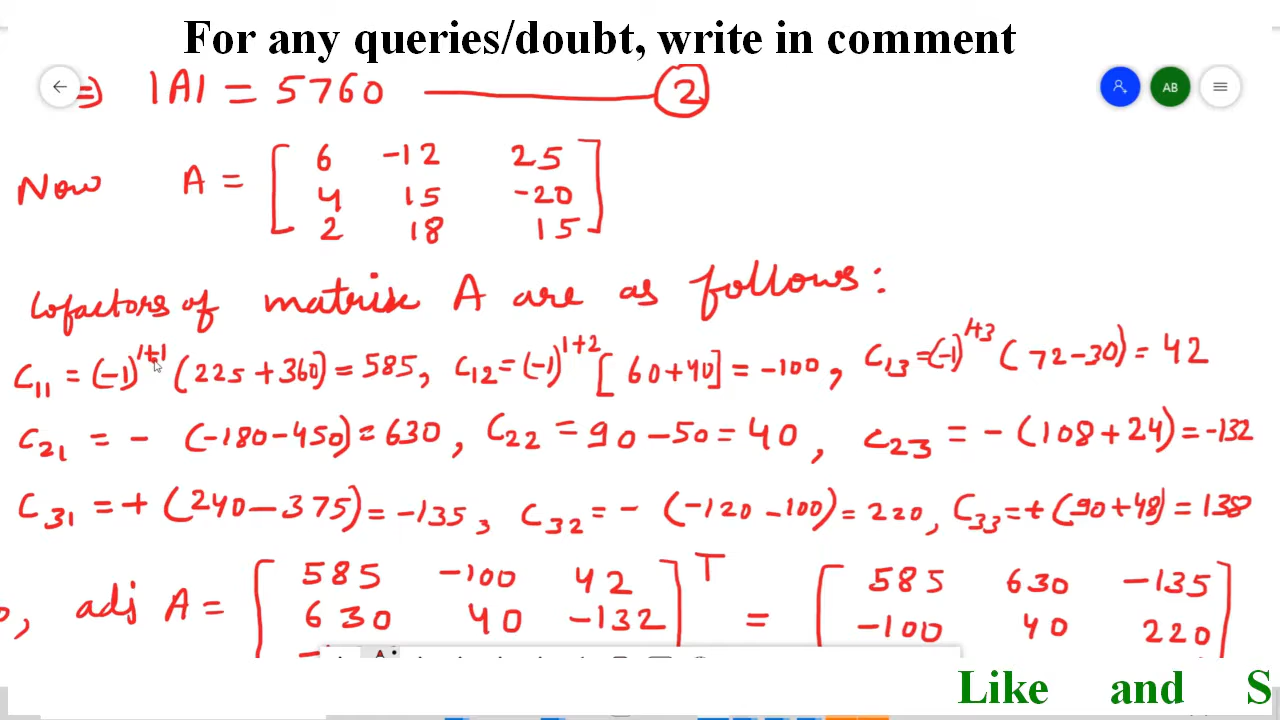 For any queries/doubt, write in comment
⇒ |A| = 5760 ——— ②
AB
Now A = [ 6 -12 25
4 15 -20
2 18 15 ]
Cofactors of matrix A are as follows:
C11 = (-1)^1+1 (225 + 360) = 585, C12 = (-1)^1+2 [60+40] = -100, C13 = (-1)^1+3 (72-30) = 42
C21 = - (-180-450) = 630, C22 = 90-50 = 40, C23 = - (108+24) = -132
C31 = + (240-375) = -135, C32 = - (-120-100) = 220, C33 = + (90+48) = 138
, adj A = [ 585 -100 42 ]T = [ 585 630 -135 ]
630 40 -132 -100 40 220
Like and S